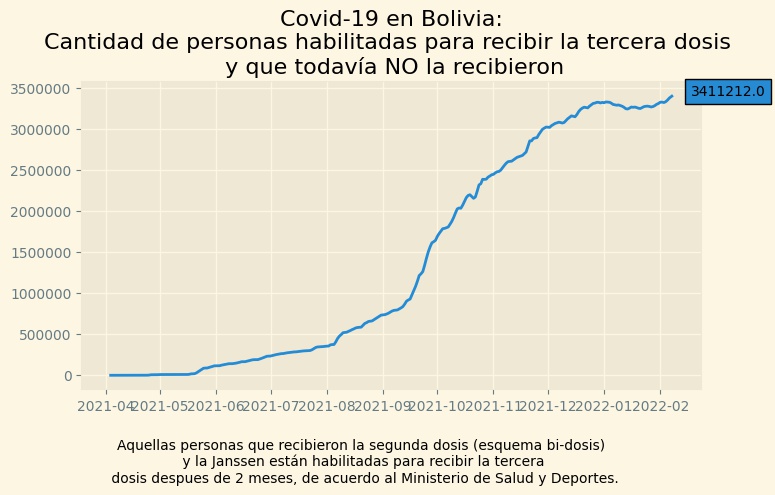 Covid-19 en Bolivia:
Cantidad de personas habilitadas para recibir la tercera dosis
y que todavía NO la recibieron
3411212.0
3500000
3000000
2500000
2000000
1500000
1000000
500000
0
2021-04 2021-05 2021-06 2021-07 2021-08 2021-09 2021-10 2021-11 2021-12 2022-01 2022-02
Aquellas personas que recibieron la segunda dosis (esquema bi-dosis)
y la Janssen están habilitadas para recibir la tercera
dosis despues de 2 meses, de acuerdo al Ministerio de Salud y Deportes.